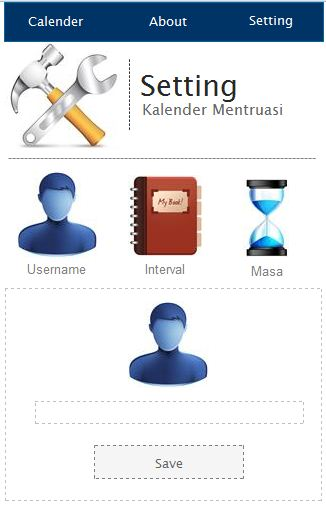 Calender About Setting
Setting
Kalender Mentruasi
My Book!
Username Interval Masa
Save